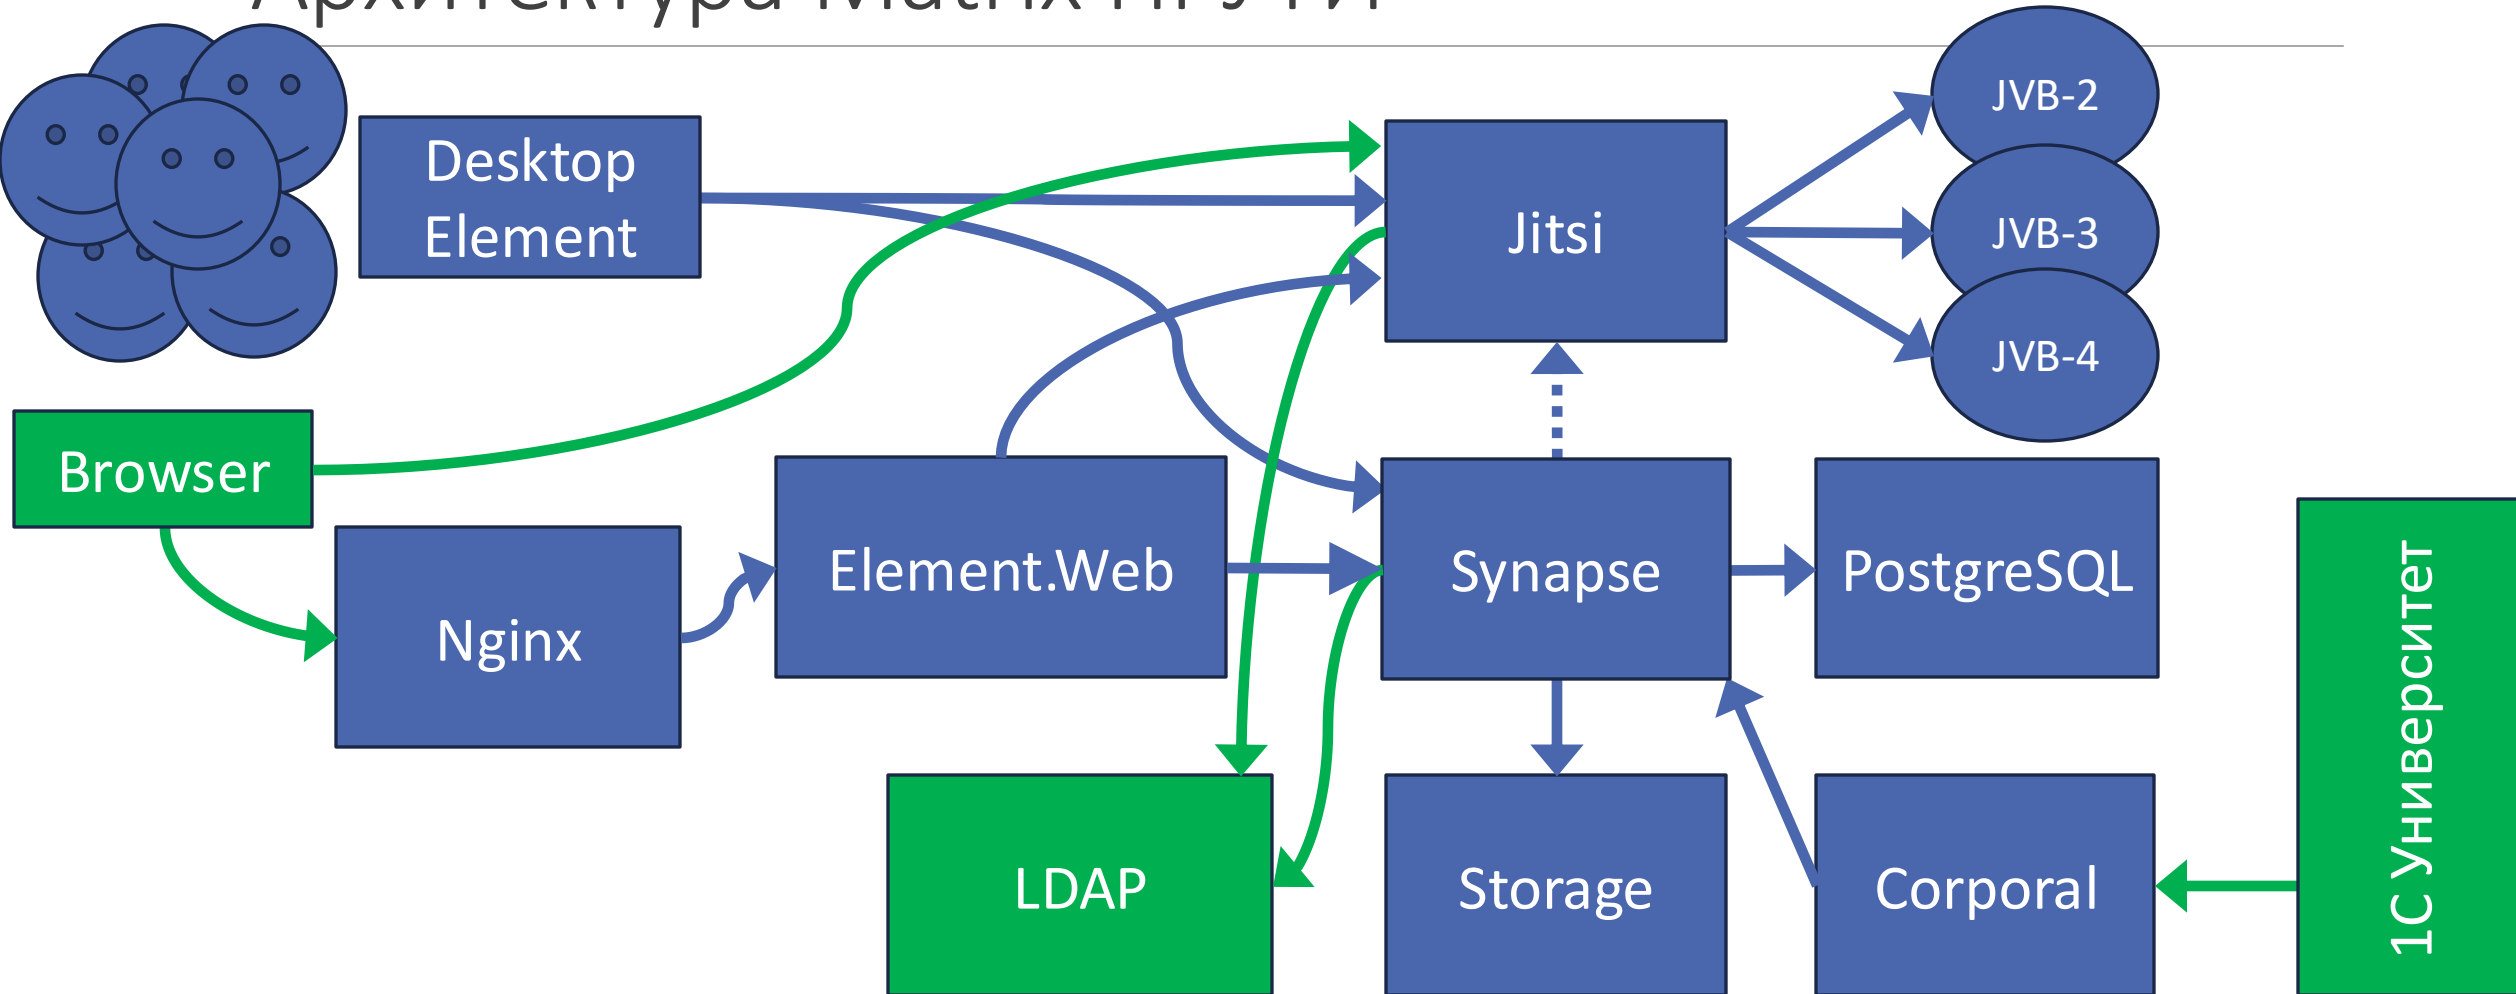 JVB-2
Desktop
Element
Jitsi
JVB-3
JVB-4
Browser
Nginx
Element.Web
Synapse
PostgreSQL
LDAP
Storage
Corporal
1С Университет